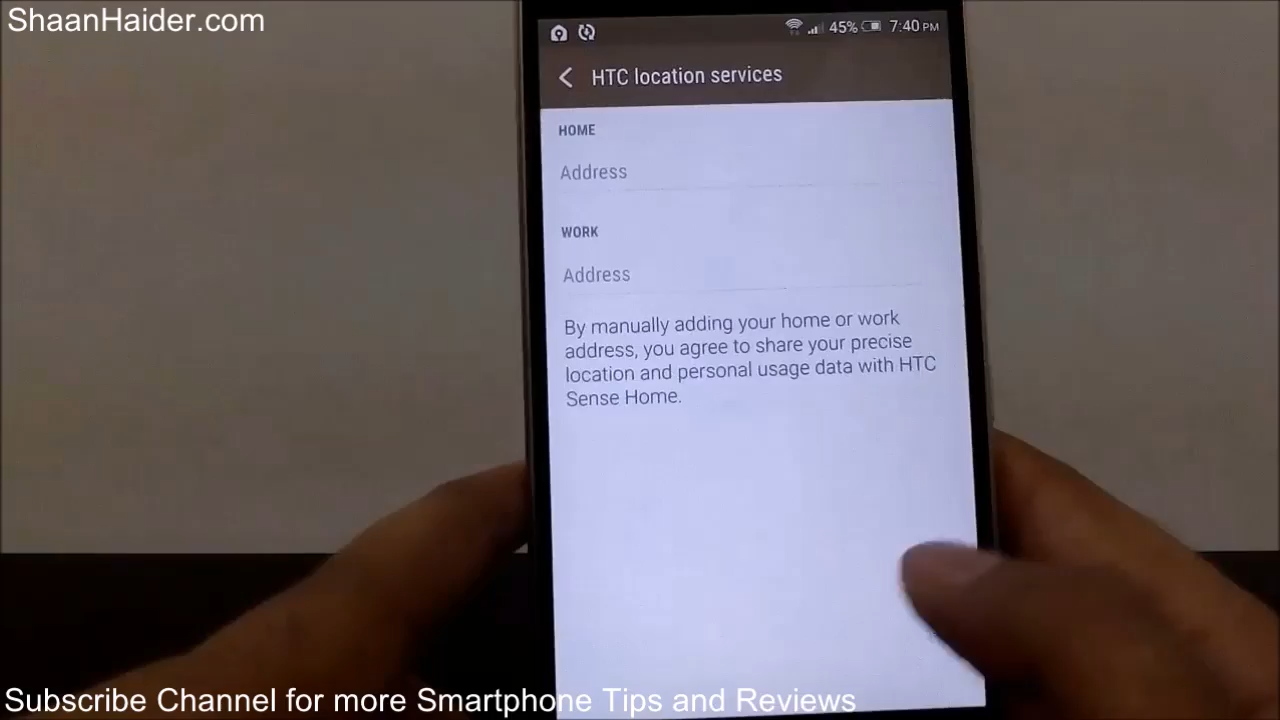 ShaanHaider.com
45% 7:40 PM
HTC location services
HOME
Address
WORK
Address
By manually adding your home or work
address, you agree to share your precise
location and personal usage data with HTC
Sense Home.
Subscribe Channel for more Smartphone Tips and Reviews